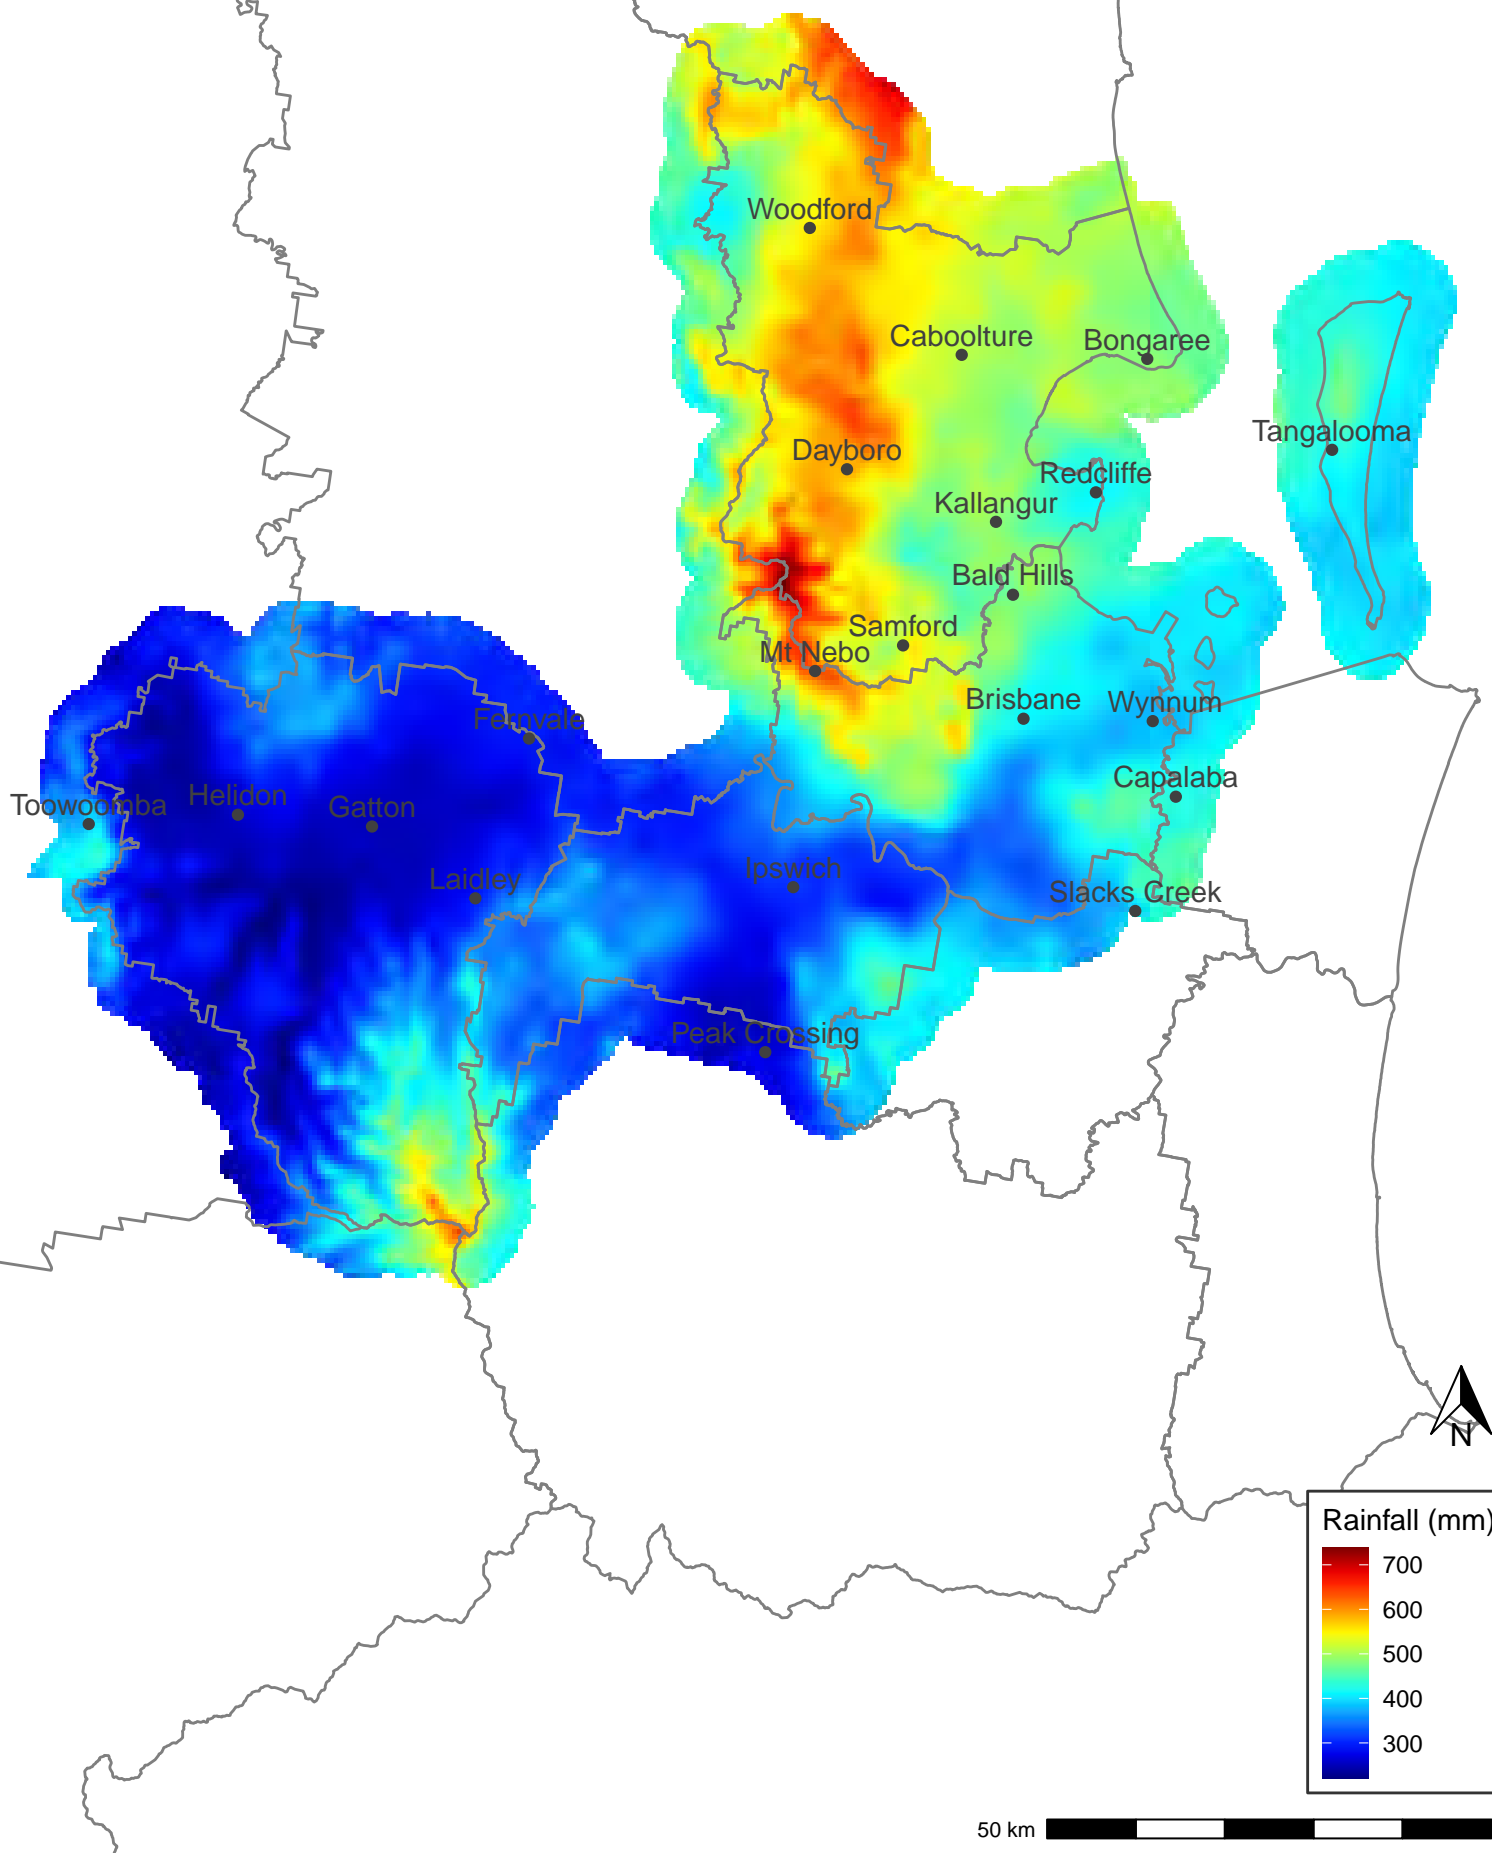 Woodford
Caboolture
Bongaree
Tangalooma
Dayboro
Redcliffe
Kallangur
Bald Hills
Samford
Mt Nebo
Brisbane
Wynnum
Fernvale
Capalaba
Toowoomba
Helidon
Gatton
Ipswich
Laidley
Slacks Creek
Peak Crossing
N
Rainfall (mm)
700
600
500
400
300
50 km